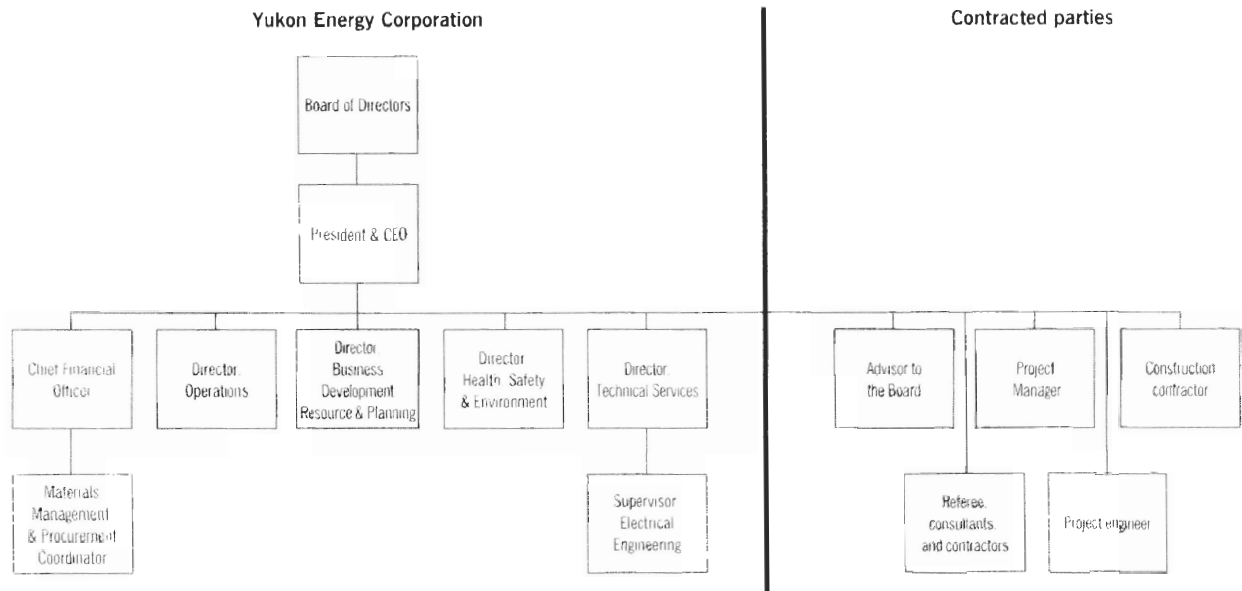 Yukon Energy Corporation
Contracted parties
Board of Directors
President & CEO
Chief Financial
Officer
Director,
Operations
Director,
Business
Development
Resource & Planning
Director
Health, Safety
& Environment
Director,
Technical Services
Advisor to
the Board
Project
Manager
Construction
contractor
Materials
Management
& Procurement
Coordinator
Supervisor
Electrical
Engineering
Referee,
consultants,
and contractors
Project engineer